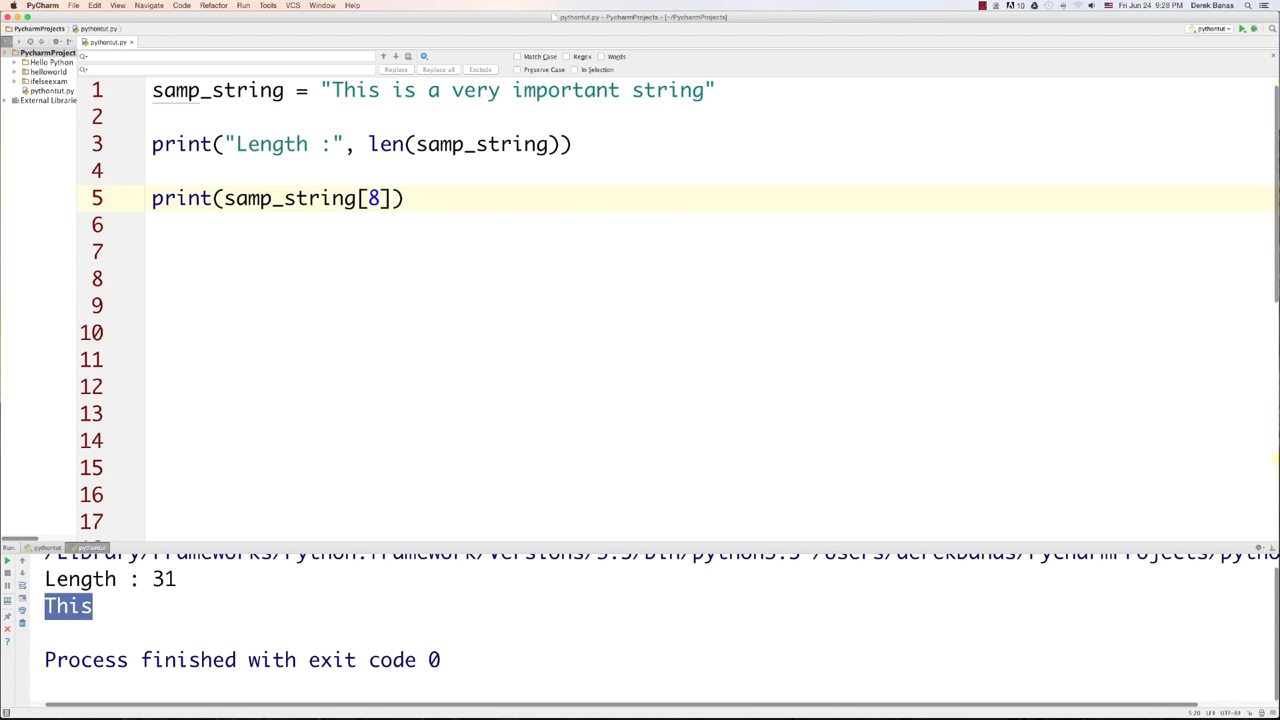 PyCharm File Edit View Navigate Code Refactor Run Tools VCS Window Help Fri Jun 24 9:28 PM Derek Banas
pythontut.py - PycharmProjects - [~/PycharmProjects]
PycharmProjects pythontut.py pythontut
pythontut.py
PycharmProject
Hello Python
helloworld
ifelseexam
pythontut.py
External Librarie
Match Case Regex Words
Replace Replace all Exclude Preserve Case In Selection
1 samp_string = "This is a very important string"
2
3 print("Length :", len(samp_string))
4
5 print(samp_string[8])
6
7
8
9
10
11
12
13
14
15
16
17
Run: pythontut pythontut
/Library/Frameworks/Python.framework/Versions/3.5/bin/python3.5 /Users/derekbanas/PycharmProjects/pytho
Length : 31
This
Process finished with exit code 0
5:20 LF÷ UTF-8÷